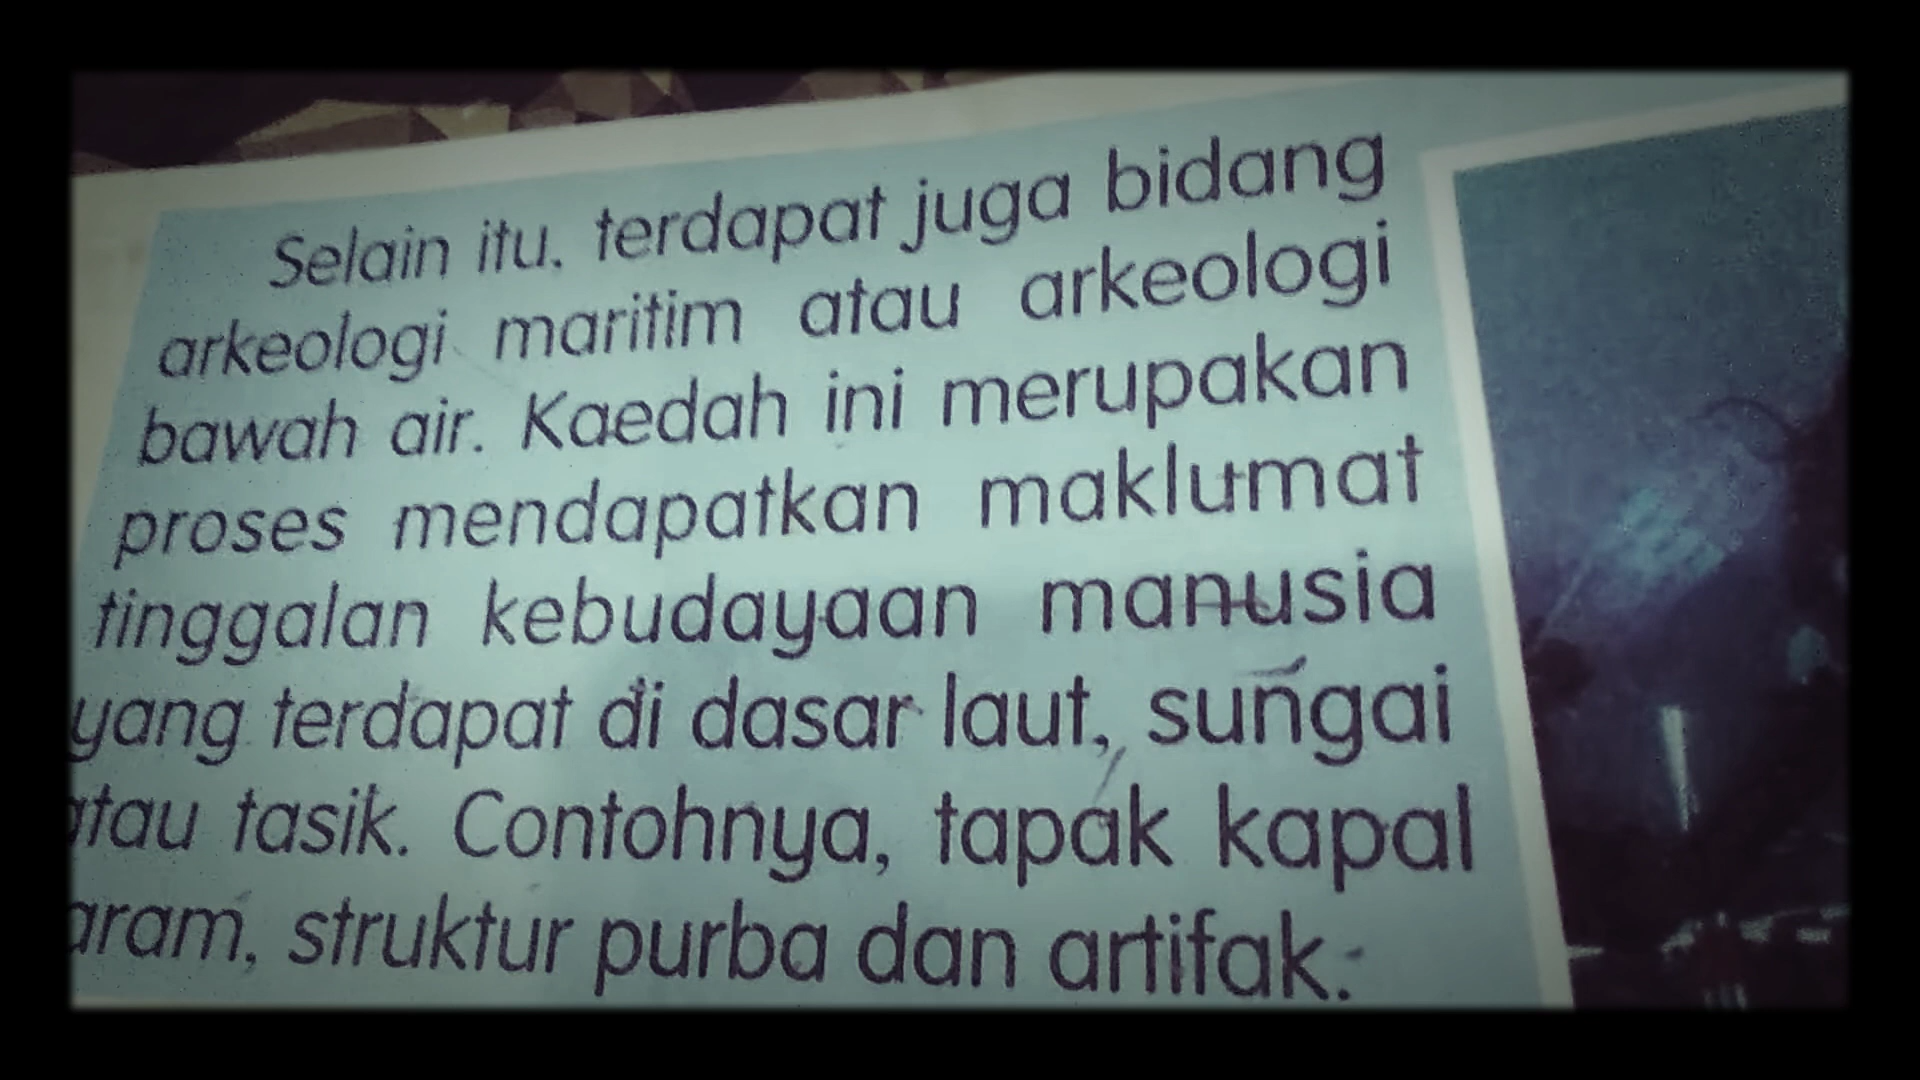 Selain itu, terdapat juga bidang
arkeologi maritim atau arkeologi
bawah air. Kaedah ini merupakan
proses mendapatkan maklumat
tinggalan kebudayaan manusia
yang terdapat di dasar laut, sungai
atau tasik. Contohnya, tapak kapal
aram, struktur purba dan artifak.